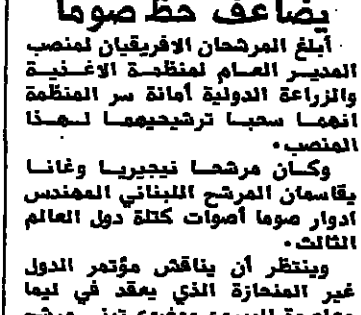 يضاعف حظ صوما
أبلغ المرشحان الافريقيان لمنصب
المدير العام لمنظمة الاغذية
والزراعة الدولية أمانة سر المنظمة
انهما سحبا ترشيحيهما لهذا
المنصب.
وكان مرشحا نيجيريا وغانا
يقاسمان المرشح اللبناني المهندس
ادوار صوما أصوات كتلة دول العالم
الثالث.
وينتظر أن يناقش مؤتمر الدول
غير المنحازة الذي يعقد في ليما